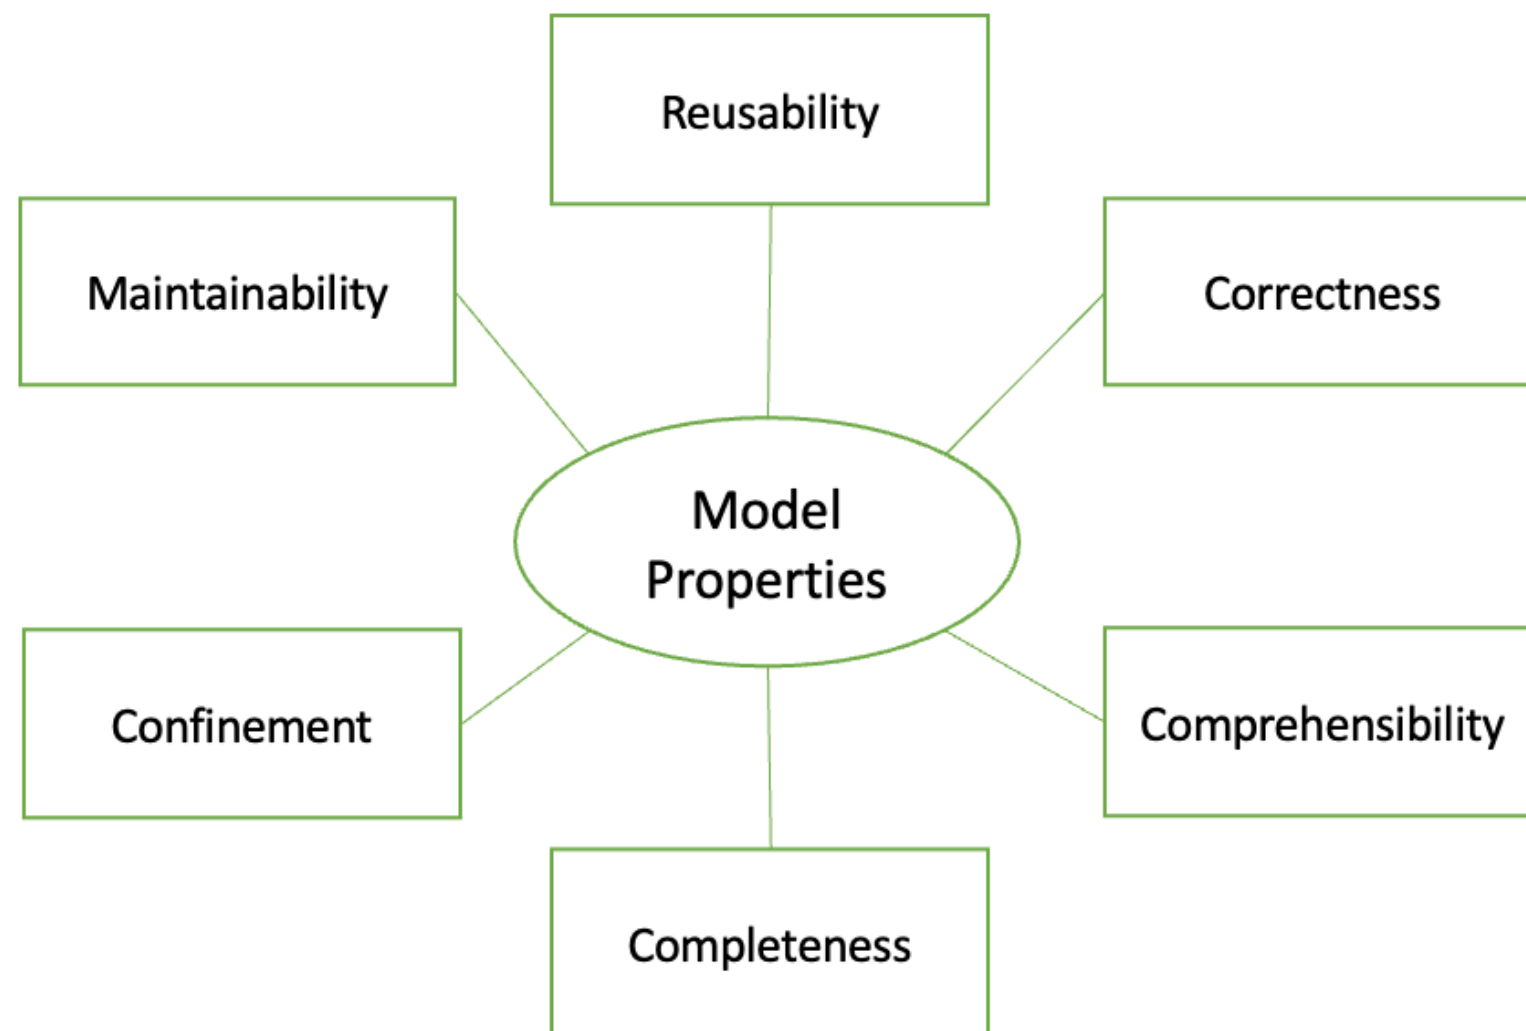 Reusability
Maintainability
Correctness
Model
Properties
Confinement
Comprehensibility
Completeness